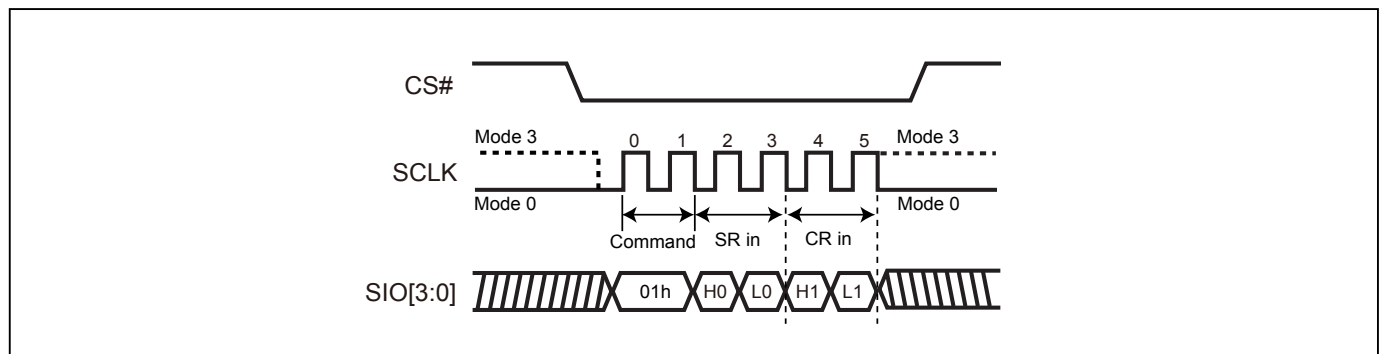 CS#
Mode 3 0 1 2 3 4 5 Mode 3
SCLK
Mode 0 Mode 0
Command SR in CR in
SIO[3:0] 01h H0 L0 H1 L1